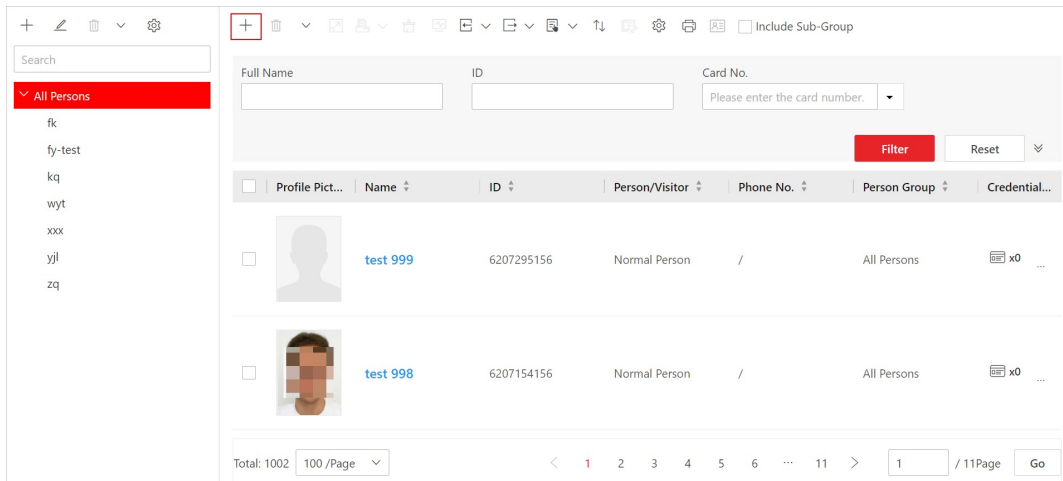 Include Sub-Group
Search
All Persons
fk
fy-test
kq
wyt
xxx
yjl
zq
Full Name
ID
Card No.
Please enter the card number.
Filter
Reset
Profile Pict...
Name
ID
Person/Visitor
Phone No.
Person Group
Credential...
test 999
6207295156
Normal Person
/
All Persons
x0
...
test 998
6207154156
Normal Person
/
All Persons
x0
...
Total: 1002
100 /Page
< 1 2 3 4 5 6 ... 11 >
1
/ 11Page
Go